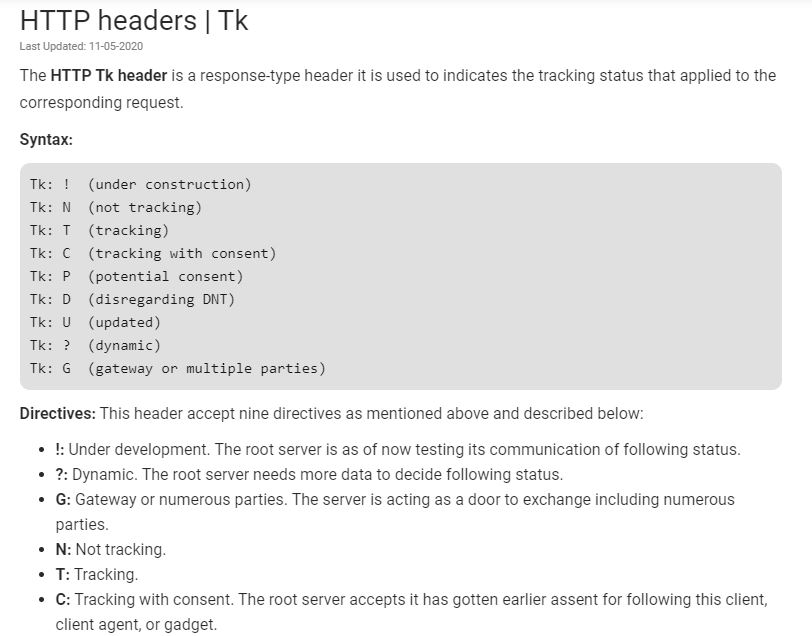 HTTP headers | Tk
Last Updated: 11-05-2020
The HTTP Tk header is a response-type header it is used to indicates the tracking status that applied to the
corresponding request.
Syntax:
Tk: !  (under construction)
Tk: N  (not tracking)
Tk: T  (tracking)
Tk: C  (tracking with consent)
Tk: P  (potential consent)
Tk: D  (disregarding DNT)
Tk: U  (updated)
Tk: ?  (dynamic)
Tk: G  (gateway or multiple parties)
Directives: This header accept nine directives as mentioned above and described below:
• !: Under development. The root server is as of now testing its communication of following status.
• ?: Dynamic. The root server needs more data to decide following status.
• G: Gateway or numerous parties. The server is acting as a door to exchange including numerous
parties.
• N: Not tracking.
• T: Tracking.
• C: Tracking with consent. The root server accepts it has gotten earlier assent for following this client,
client agent, or gadget.